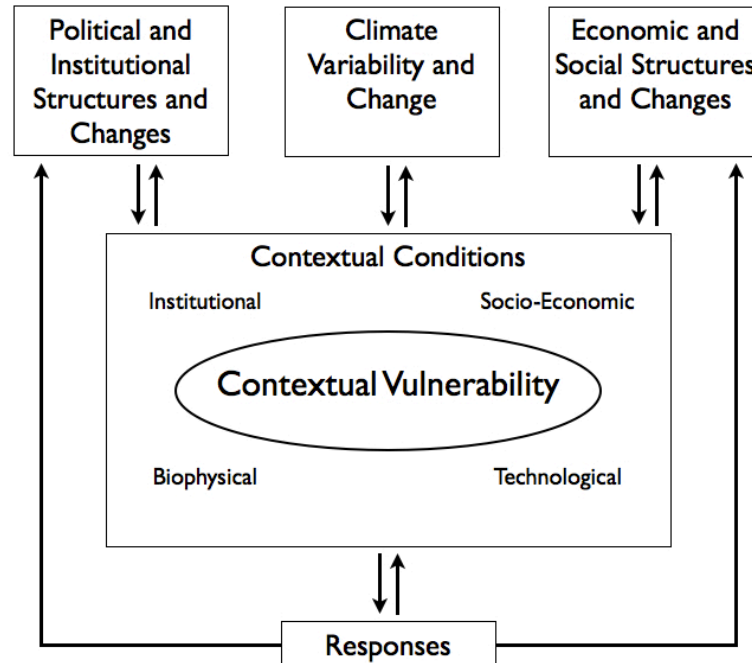 Political and
Institutional
Structures and
Changes
Climate
Variability and
Change
Economic and
Social Structures
and Changes
Contextual Conditions
Institutional
Socio-Economic
Contextual Vulnerability
Biophysical
Technological
Responses